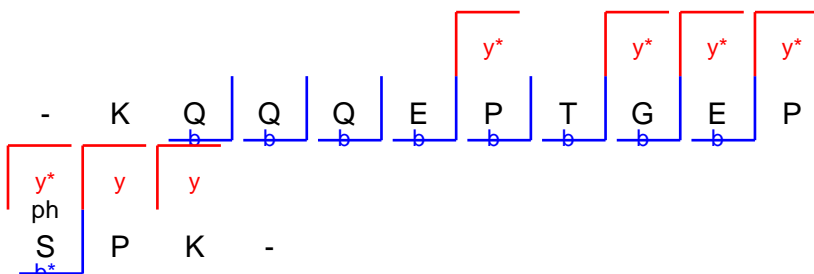 y* y* y* y*
- K Q Q Q E P T G E P
b b b b b b b b
y* y y
ph
S P K -
b*